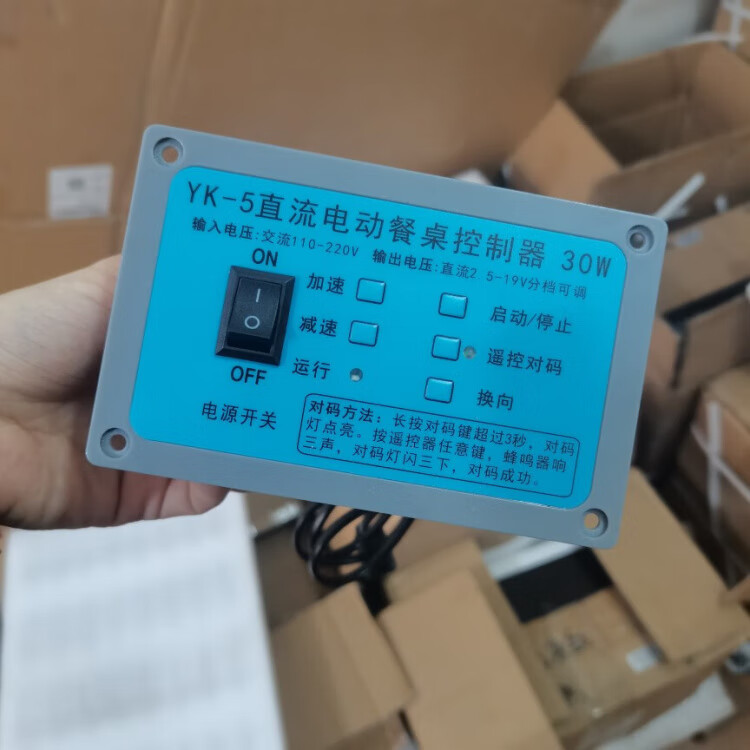 YK-5直流电动餐桌控制器 30W
输入电压:交流110-220V 输出电压:直流2 5-19V分档可调
ON
加速
启动/停止
减速
遥控对码
OFF
运行
换向
电源开关
对码方法:长按对码键超过3秒,对码
灯点亮。按遥控器任意键,蜂鸣器响
三声,对码灯闪三下,对码成功。